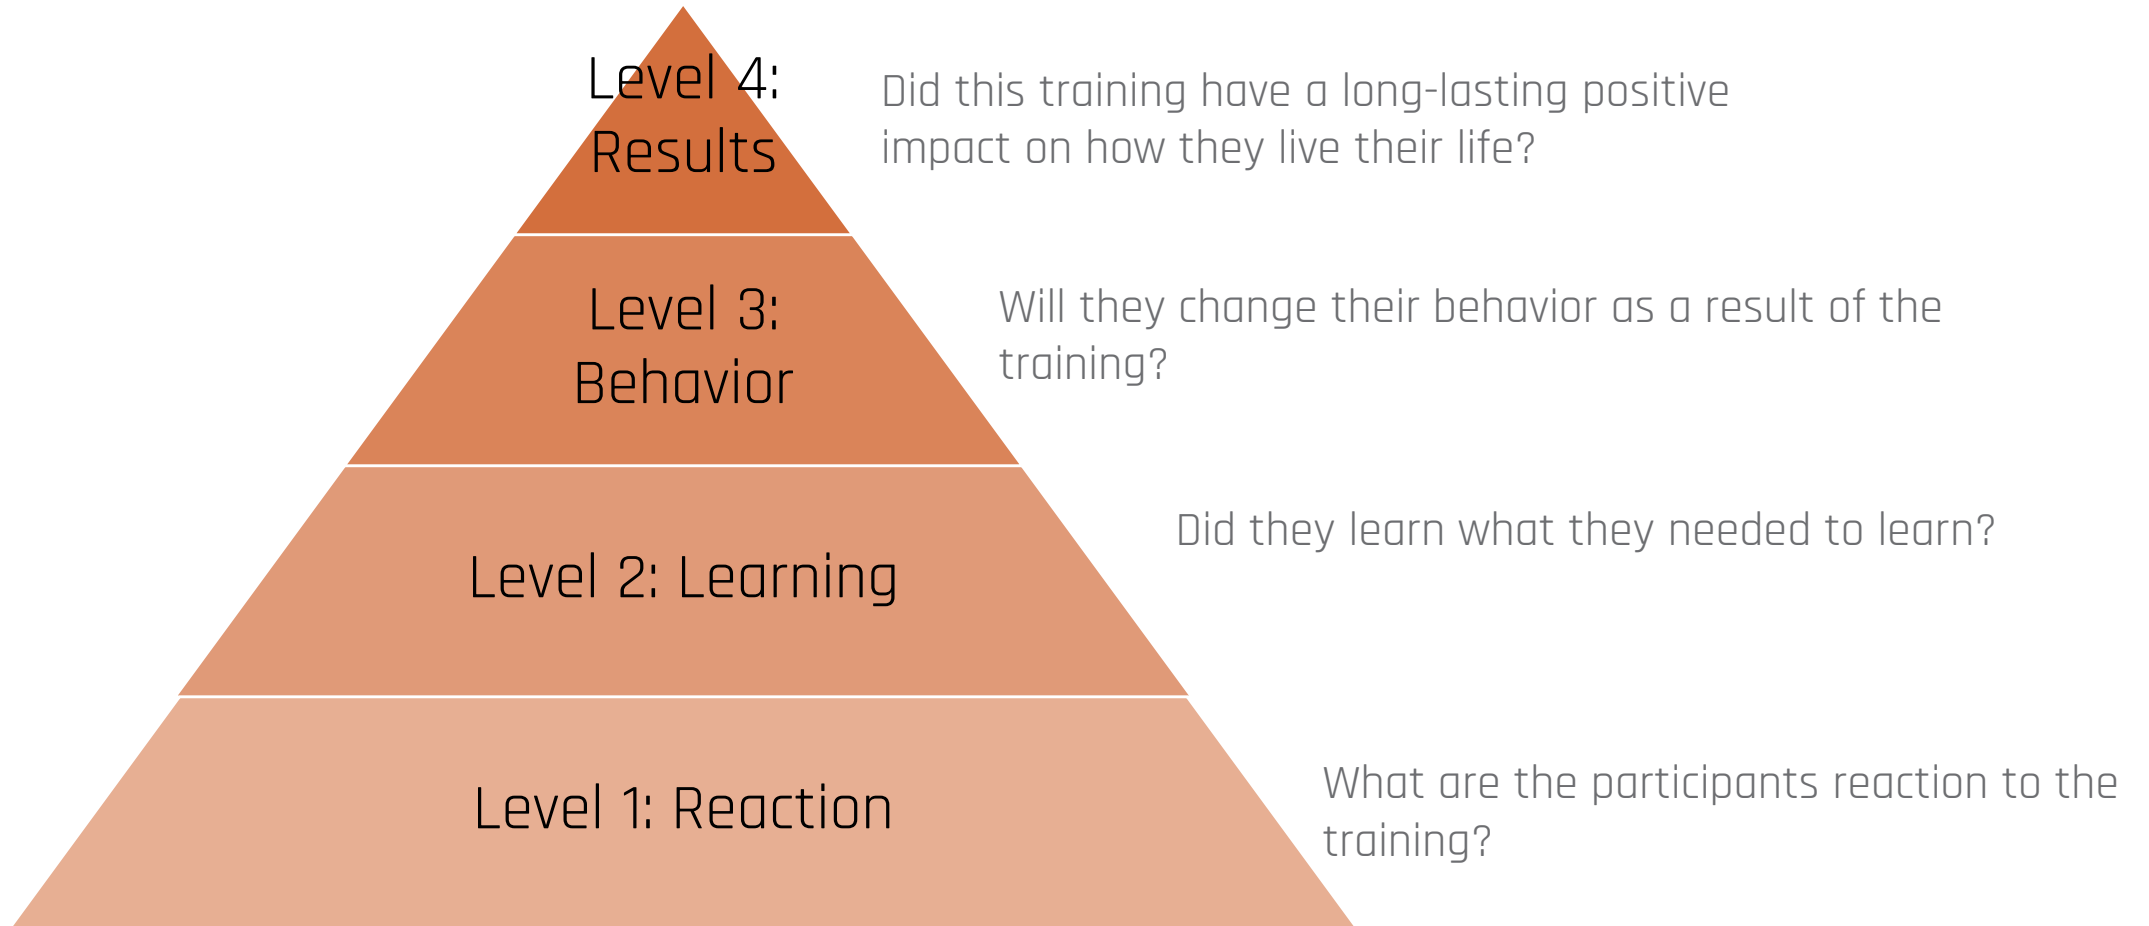 Level 4:
Results
Did this training have a long-lasting positive
impact on how they live their life?
Level 3:
Behavior
Will they change their behavior as a result of the
training?
Level 2: Learning
Did they learn what they needed to learn?
Level 1: Reaction
What are the participants reaction to the
training?